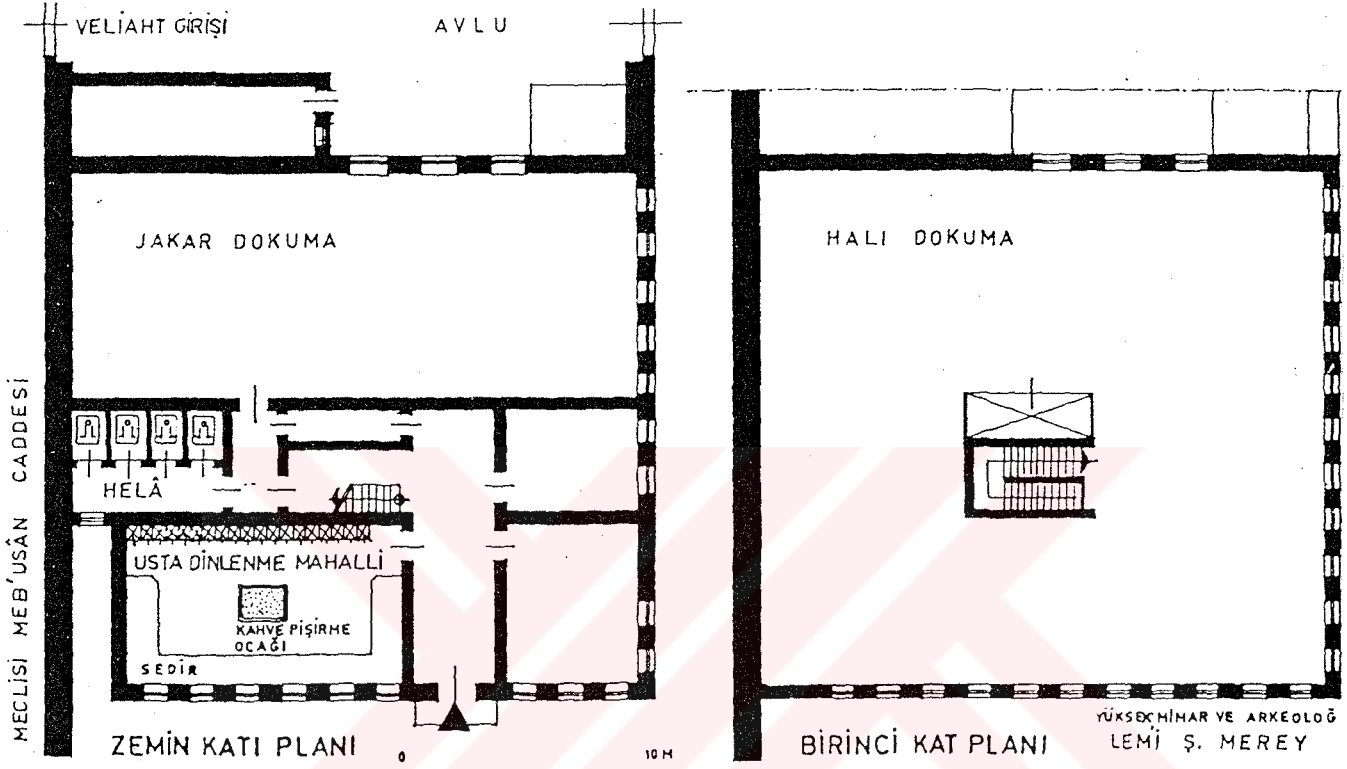 VELİAHT GİRİŞİ
AVLU
JAKAR DOKUMA
MECLİSİ MEB'USÂN CADDESİ
HELÂ
USTA DİNLENME MAHALLİ
KAHVE PİŞİRME
OCAĞI
SEDİR
ZEMİN KATI PLANI
0
10 M
HALI DOKUMA
BİRİNCİ KAT PLANI
YÜKSEK MİMAR VE ARKEOLOĞ
LEMİ Ş. MEREY